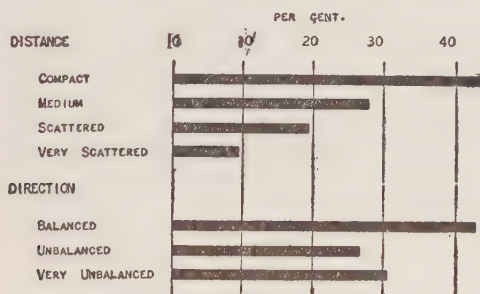 PER CENT.
DISTANCE 0 10 20 30 40
COMPACT
MEDIUM
SCATTERED
VERY SCATTERED
DIRECTION
BALANCED
UNBALANCED
VERY UNBALANCED